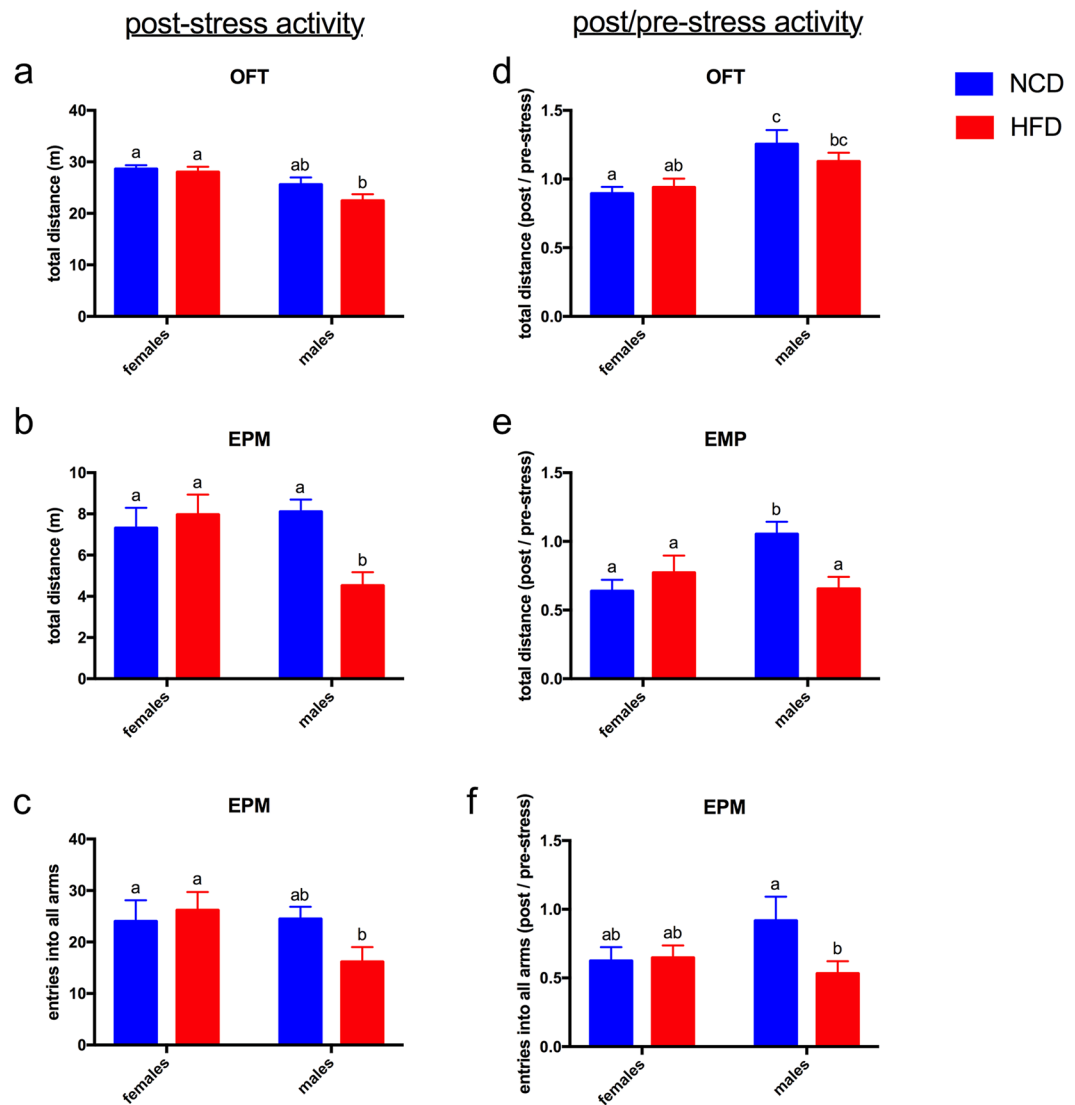 post-stress activity
post/pre-stress activity
NCD
HFD
a
OFT
total distance (m)
40
30
20
10
0
a
a
ab
b
females
males
d
OFT
total distance (post / pre-stress)
1.5
1.0
0.5
0.0
a
ab
c
bc
females
males
b
EPM
total distance (m)
10
8
6
4
2
0
a
a
a
b
females
males
e
EMP
total distance (post / pre-stress)
1.5
1.0
0.5
0.0
a
a
b
a
females
males
c
EPM
entries into all arms
40
30
20
10
0
a
a
ab
b
females
males
f
EPM
entries into all arms (post / pre-stress)
1.5
1.0
0.5
0.0
ab
ab
a
b
females
males